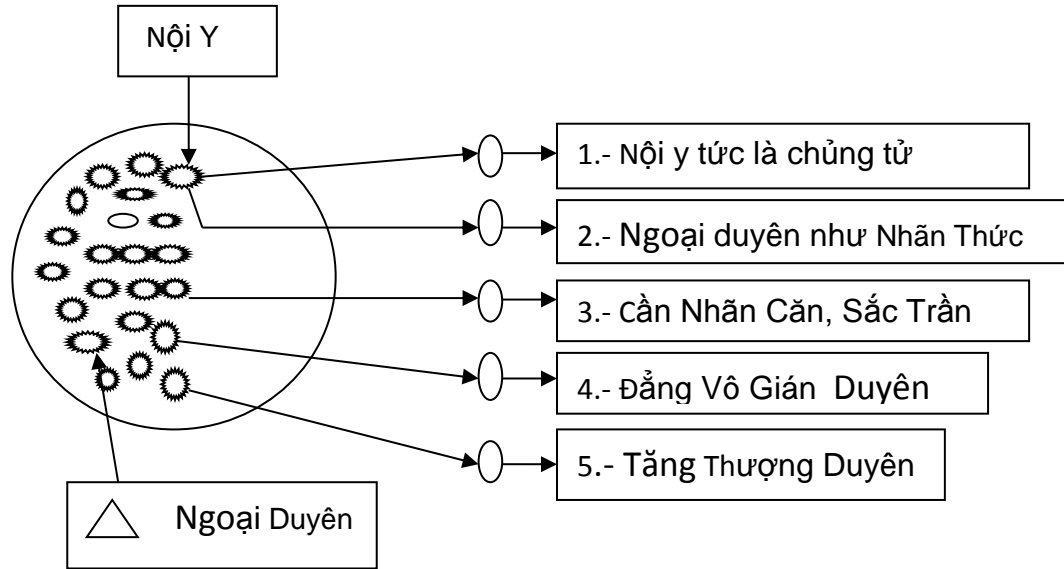 Nội Y
1.- Nội y tức là chủng tử
2.- Ngoại duyên như Nhãn Thức
3.- Cần Nhãn Căn, Sắc Trần
4.- Đẳng Vô Gián Duyên
5.- Tăng Thượng Duyên
Ngoại Duyên